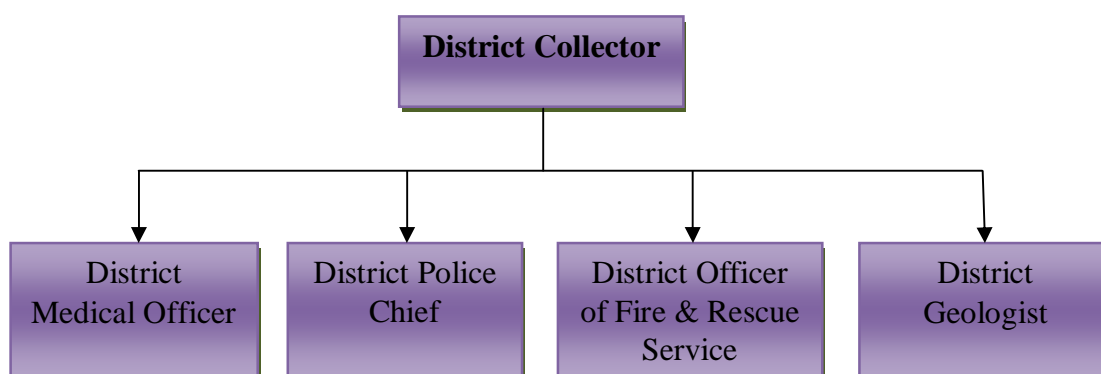 District Collector
District
Medical Officer
District Police
Chief
District Officer
of Fire & Rescue
Service
District
Geologist